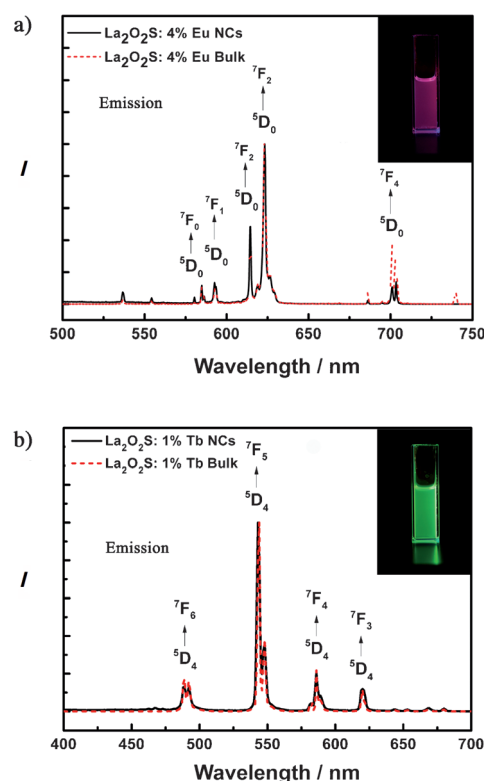 a)
La₂O₂S: 4% Eu NCs
La₂O₂S: 4% Eu Bulk
Emission
I
⁷F₀
⁵D₀
⁷F₁
⁵D₀
⁷F₂
⁵D₀
⁷F₂
⁵D₀
⁷F₄
⁵D₀
500 550 600 650 700 750
Wavelength / nm
b)
La₂O₂S: 1% Tb NCs
La₂O₂S: 1% Tb Bulk
Emission
I
⁷F₆
⁵D₄
⁷F₅
⁵D₄
⁷F₄
⁵D₄
⁷F₃
⁵D₄
400 450 500 550 600 650 700
Wavelength / nm